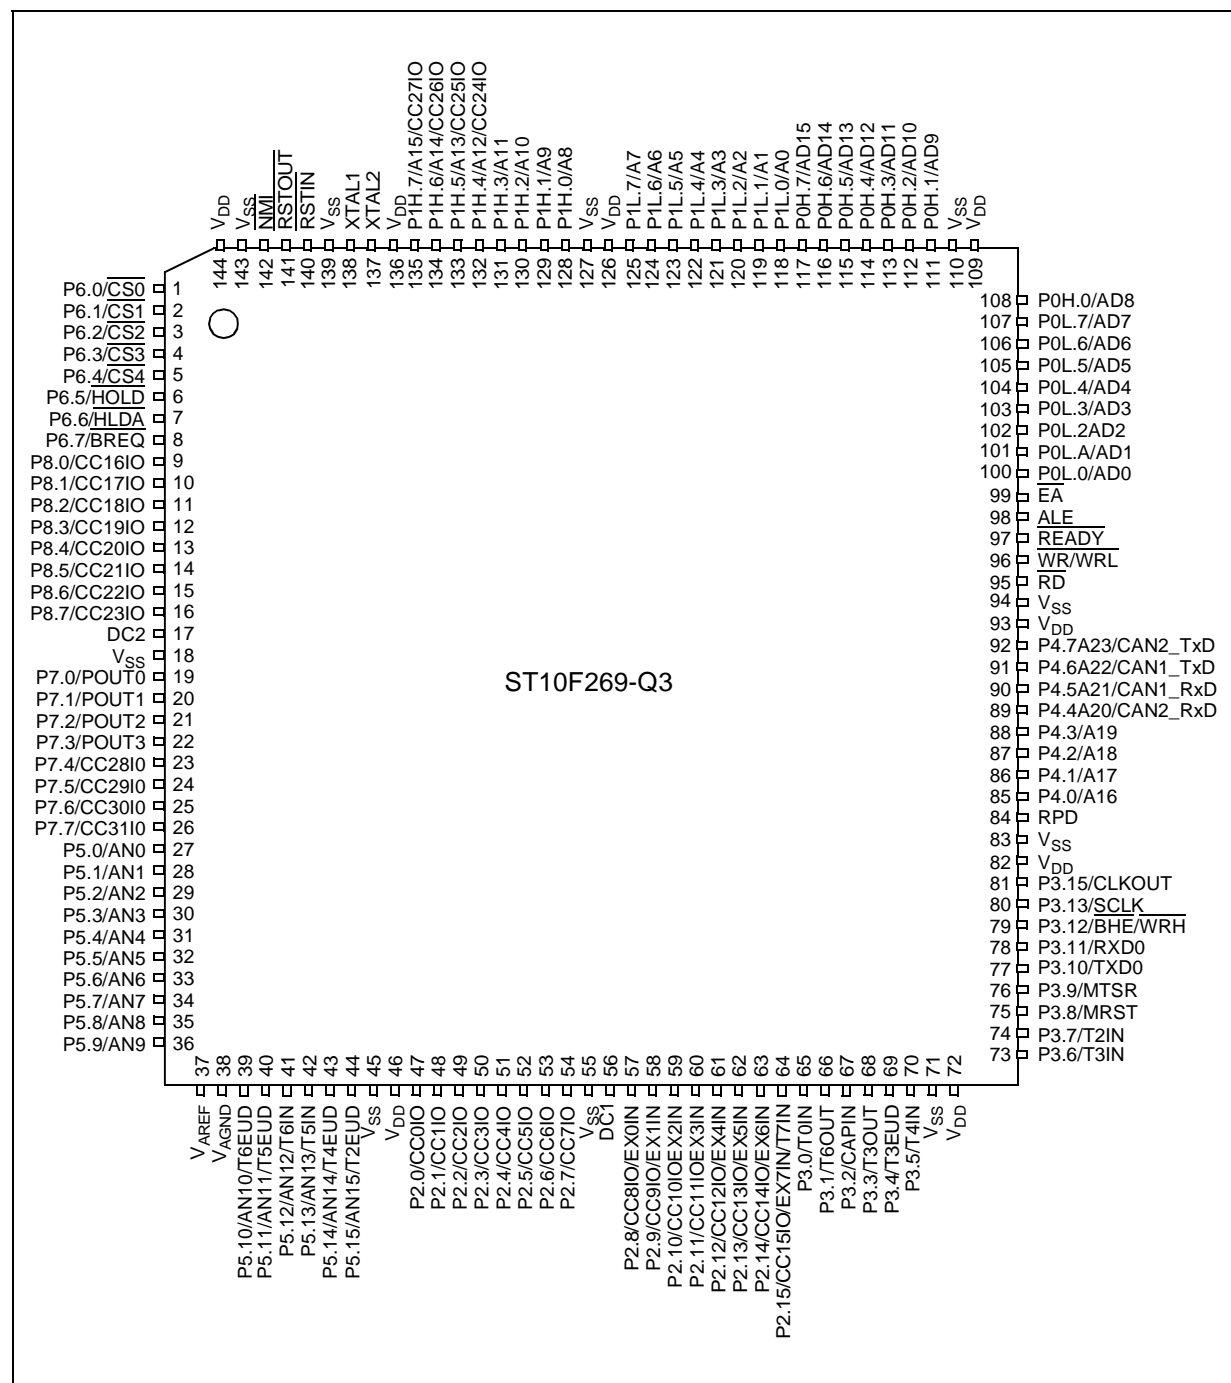 V_DD
V_SS
NMI
RSTOUT
RSTIN
V_SS
XTAL1
XTAL2
V_DD
P1H.7/A15/CC27IO
P1H.6/A14/CC26IO
P1H.5/A13/CC25IO
P1H.4/A12/CC24IO
P1H.3/A11
P1H.2/A10
P1H.1/A9
P1H.0/A8
V_SS
V_DD
P1L.7/A7
P1L.6/A6
P1L.5/A5
P1L.4/A4
P1L.3/A3
P1L.2/A2
P1L.1/A1
P1L.0/A0
P0H.7/AD15
P0H.6/AD14
P0H.5/AD13
P0H.4/AD12
P0H.3/AD11
P0H.2/AD10
P0H.1/AD9
V_SS
V_DD
144
143
142
141
140
139
138
137
136
135
134
133
132
131
130
129
128
127
126
125
124
123
122
121
120
119
118
117
116
115
114
113
112
111
110
109
P6.0/CS0 1
P6.1/CS1 2
P6.2/CS2 3
P6.3/CS3 4
P6.4/CS4 5
P6.5/HOLD 6
P6.6/HLDA 7
P6.7/BREQ 8
P8.0/CC16IO 9
P8.1/CC17IO 10
P8.2/CC18IO 11
P8.3/CC19IO 12
P8.4/CC20IO 13
P8.5/CC21IO 14
P8.6/CC22IO 15
P8.7/CC23IO 16
DC2 17
V_SS 18
P7.0/POUT0 19
P7.1/POUT1 20
P7.2/POUT2 21
P7.3/POUT3 22
P7.4/CC28I0 23
P7.5/CC29I0 24
P7.6/CC30I0 25
P7.7/CC31I0 26
P5.0/AN0 27
P5.1/AN1 28
P5.2/AN2 29
P5.3/AN3 30
P5.4/AN4 31
P5.5/AN5 32
P5.6/AN6 33
P5.7/AN7 34
P5.8/AN8 35
P5.9/AN9 36
ST10F269-Q3
108 P0H.0/AD8
107 P0L.7/AD7
106 P0L.6/AD6
105 P0L.5/AD5
104 P0L.4/AD4
103 P0L.3/AD3
102 P0L.2AD2
101 P0L.A/AD1
100 P0L.0/AD0
99 EA
98 ALE
97 READY
96 WR/WRL
95 RD
94 V_SS
93 V_DD
92 P4.7A23/CAN2_TxD
91 P4.6A22/CAN1_TxD
90 P4.5A21/CAN1_RxD
89 P4.4A20/CAN2_RxD
88 P4.3/A19
87 P4.2/A18
86 P4.1/A17
85 P4.0/A16
84 RPD
83 V_SS
82 V_DD
81 P3.15/CLKOUT
80 P3.13/SCLK
79 P3.12/BHE/WRH
78 P3.11/RXD0
77 P3.10/TXD0
76 P3.9/MTSR
75 P3.8/MRST
74 P3.7/T2IN
73 P3.6/T3IN
37
38
39
40
41
42
43
44
45
46
47
48
49
50
51
52
53
54
55
56
57
58
59
60
61
62
63
64
65
66
67
68
69
70
71
72
V_AREF
V_AGND
P5.10/AN10/T6EUD
P5.11/AN11/T5EUD
P5.12/AN12/T6IN
P5.13/AN13/T5IN
P5.14/AN14/T4EUD
P5.15/AN15/T2EUD
V_SS
V_DD
P2.0/CC0IO
P2.1/CC1IO
P2.2/CC2IO
P2.3/CC3IO
P2.4/CC4IO
P2.5/CC5IO
P2.6/CC6IO
P2.7/CC7IO
V_SS
DC1
P2.8/CC8IO/EX0IN
P2.9/CC9IO/EX1IN
P2.10/CC10IOEX2IN
P2.11/CC11IOEX3IN
P2.12/CC12IO/EX4IN
P2.13/CC13IO/EX5IN
P2.14/CC14IO/EX6IN
P2.15/CC15IO/EX7IN/T7IN
P3.0/T0IN
P3.1/T6OUT
P3.2/CAPIN
P3.3/T3OUT
P3.4/T3EUD
P3.5/T4IN
V_SS
V_DD